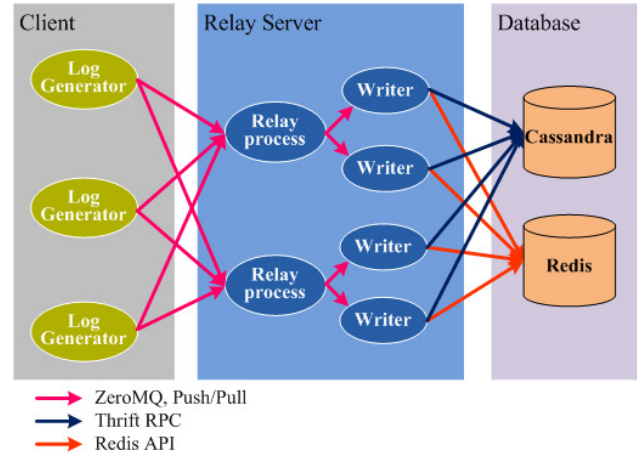 Client
Relay Server
Database
Log
Generator
Log
Generator
Log
Generator
Relay
process
Relay
process
Writer
Writer
Writer
Writer
Cassandra
Redis
ZeroMQ, Push/Pull
Thrift RPC
Redis API